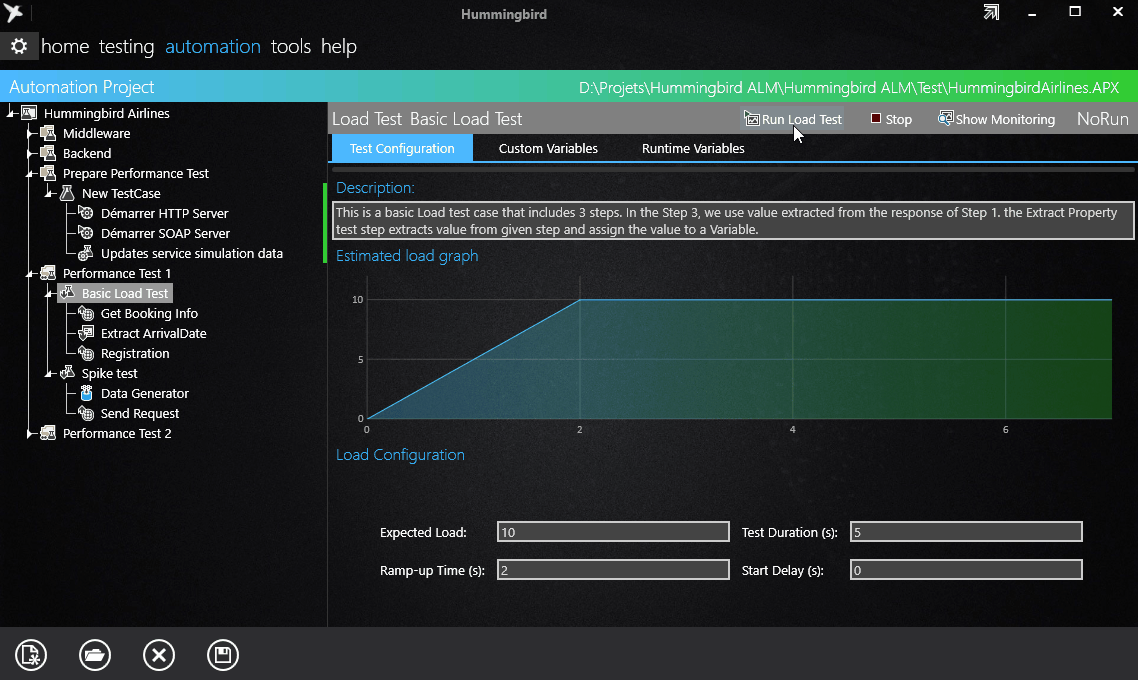 Hummingbird
home testing automation tools help
Automation Project D:\Projets\Hummingbird ALM\Hummingbird ALM\Test\HummingbirdAirlines.APX
Hummingbird Airlines
Middleware
Backend
Prepare Performance Test
New TestCase
Démarrer HTTP Server
Démarrer SOAP Server
Updates service simulation data
Performance Test 1
Basic Load Test
Get Booking Info
Extract ArrivalDate
Registration
Spike test
Data Generator
Send Request
Performance Test 2
Load Test Basic Load Test Run Load Test Stop Show Monitoring NoRun
Test Configuration Custom Variables Runtime Variables
Description:
This is a basic Load test case that includes 3 steps. In the Step 3, we use value extracted from the response of Step 1. the Extract Property
test step extracts value from given step and assign the value to a Variable.
Estimated load graph
10
5
0
0 2 4 6
Load Configuration
Expected Load: 10 Test Duration (s): 5
Ramp-up Time (s): 2 Start Delay (s): 0